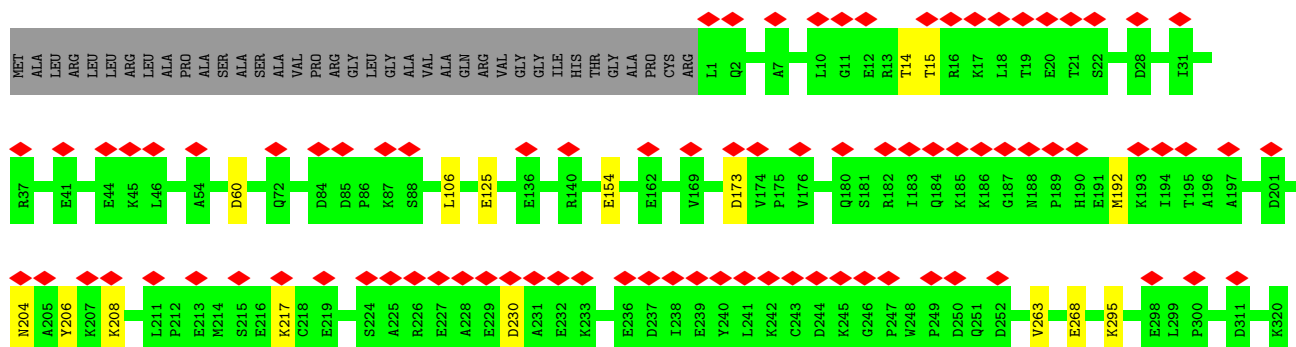 MET ALA LEU ARG LEU LEU ARG LEU ALA PRO ALA SER ALA SER ALA VAL PRO ARG GLY LEU GLY ALA VAL ALA GLN ARG VAL GLY GLY ILE HIS THR GLY ALA PRO CYS ARG L1 Q2 A7 L10 G11 E12 R13 T14 T15 R16 K17 L18 T19 E20 T21 S22 D28 I31
R37 E41 E44 K45 L46 A54 D60 Q72 D84 D85 P86 K87 S88 L106 E125 E136 R140 E154 E162 V169 D173 V174 P175 V176 Q180 S181 R182 I183 Q184 K185 K186 G187 N188 P189 H190 E191 M192 K193 I194 T195 A196 A197 D201
N204 A205 Y206 K207 K208 L211 P212 E213 M214 S215 E216 K217 C218 E219 S224 A225 R226 E227 A228 E229 D230 A231 E232 K233 E236 D237 I238 E239 Y240 L241 K242 C243 D244 K245 G246 P247 W248 P249 D250 Q251 D252 V263 E268 K295 E298 L299 P300 D311 K320